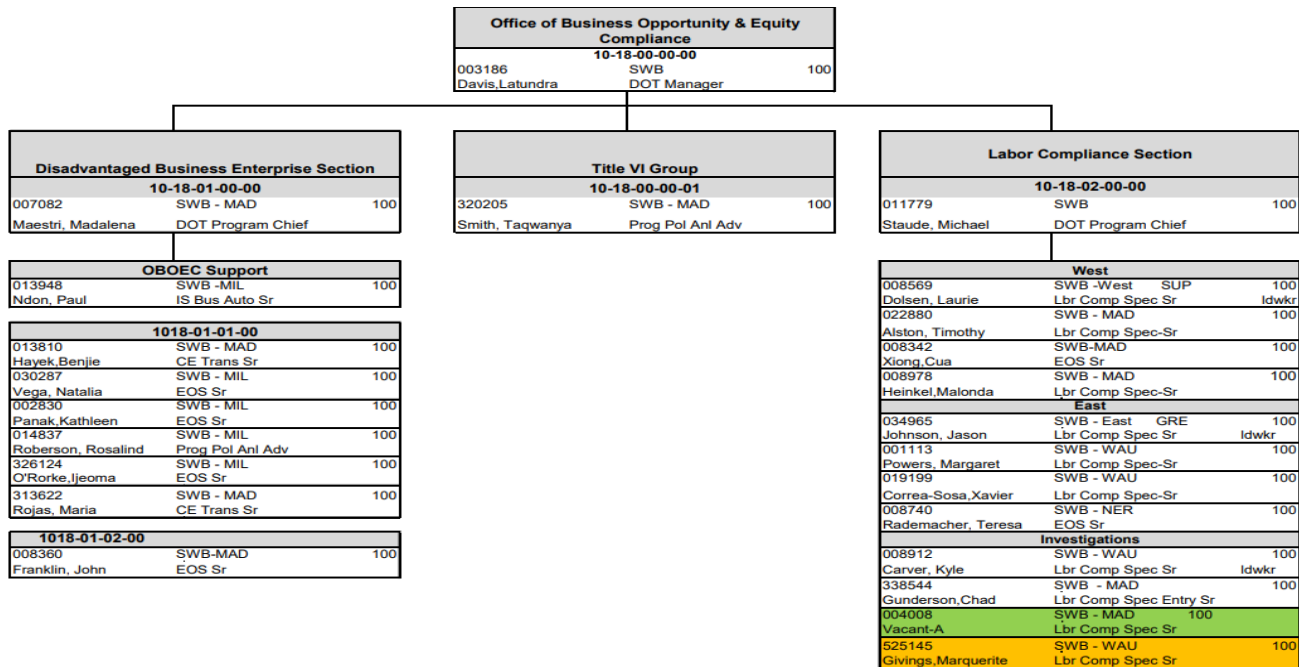 Office of Business Opportunity & Equity
Compliance
10-18-00-00-00
003186 SWB 100
Davis,Latundra DOT Manager
Disadvantaged Business Enterprise Section
10-18-01-00-00
007082 SWB - MAD 100
Maestri, Madalena DOT Program Chief
OBOEC Support
013948 SWB -MIL 100
Ndon, Paul IS Bus Auto Sr
1018-01-01-00
013810 SWB - MAD 100
Hayek,Benjie CE Trans Sr
030287 SWB - MIL 100
Vega, Natalia EOS Sr
002830 SWB - MIL 100
Panak,Kathleen EOS Sr
014837 SWB - MIL 100
Roberson, Rosalind Prog Pol Anl Adv
326124 SWB - MIL 100
O'Rorke,Ijeoma EOS Sr
313622 SWB - MAD 100
Rojas, Maria CE Trans Sr
1018-01-02-00
008360 SWB-MAD 100
Franklin, John EOS Sr
Title VI Group
10-18-00-00-01
320205 SWB - MAD 100
Smith, Taqwanya Prog Pol Anl Adv
Labor Compliance Section
10-18-02-00-00
011779 SWB 100
Staude, Michael DOT Program Chief
West
008569 SWB -West SUP 100
Dolsen, Laurie Lbr Comp Spec Sr ldwkr
022880 SWB - MAD 100
Alston, Timothy Lbr Comp Spec-Sr
008342 SWB-MAD 100
Xiong,Cua EOS Sr
008978 SWB - MAD 100
Heinkel,Malonda Lbr Comp Spec-Sr
East
034965 SWB - East GRE 100
Johnson, Jason Lbr Comp Spec Sr ldwkr
001113 SWB - WAU 100
Powers, Margaret Lbr Comp Spec-Sr
019199 SWB - WAU 100
Correa-Sosa,Xavier Lbr Comp Spec-Sr
008740 SWB - NER 100
Rademacher, Teresa EOS Sr
Investigations
008912 SWB - WAU 100
Carver, Kyle Lbr Comp Spec Sr ldwkr
338544 SWB - MAD 100
Gunderson,Chad Lbr Comp Spec Entry Sr
004008 SWB - MAD 100
Vacant-A Lbr Comp Spec Sr
525145 SWB - WAU 100
Givings,Marquerite Lbr Comp Spec Sr